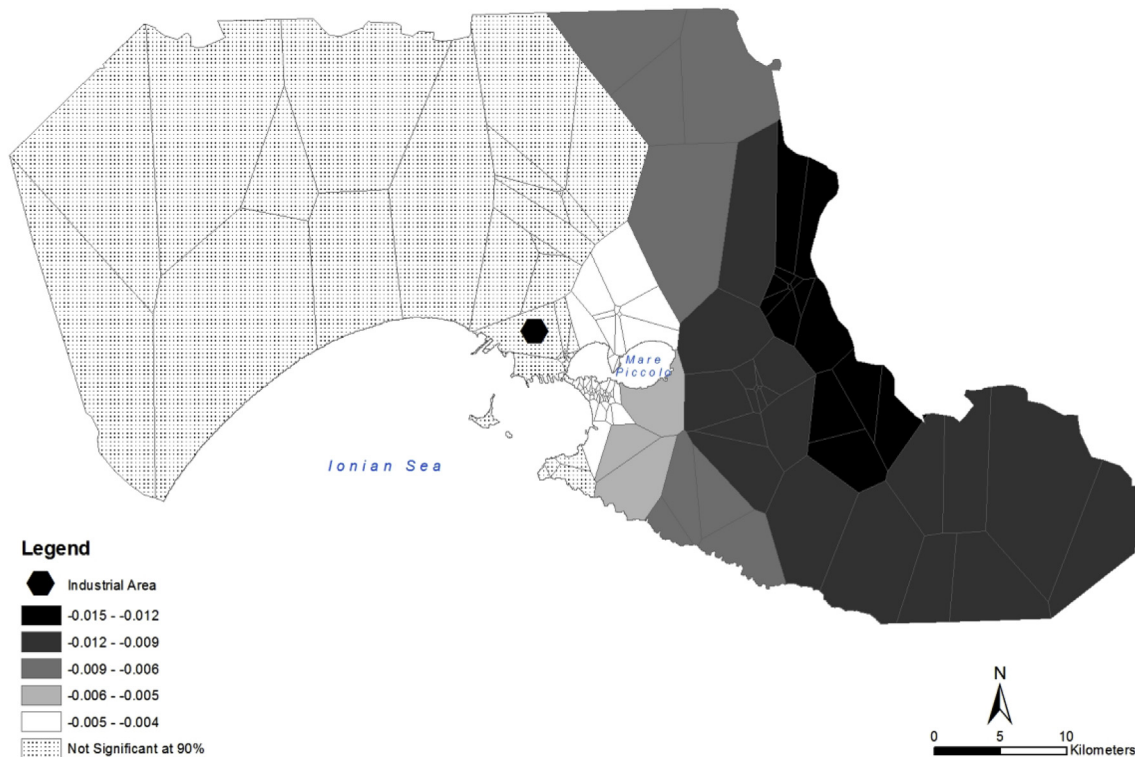 Mare
Piccolo
Ionian Sea
Legend
Industrial Area
-0.015 - -0.012
-0.012 - -0.009
-0.009 - -0.006
-0.006 - -0.005
-0.005 - -0.004
Not Significant at 90%
N
0 5 10
Kilometers